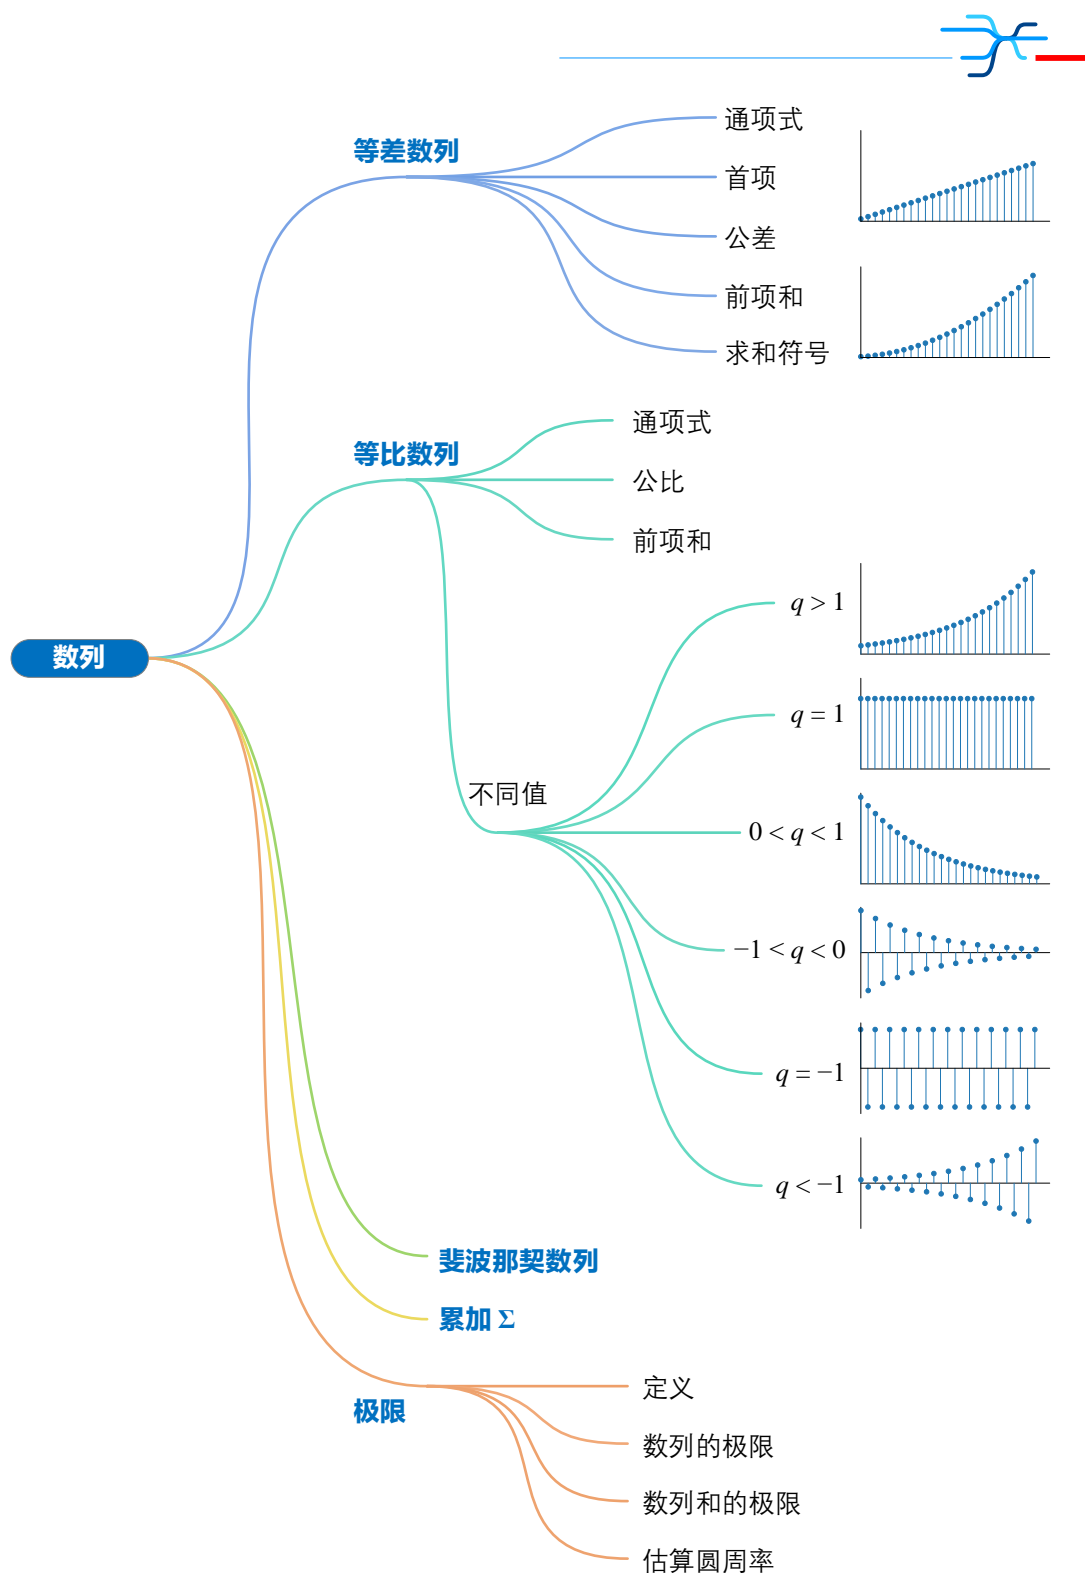 通项式
等差数列
首项
公差
前项和
求和符号
通项式
等比数列
公比
前项和
q > 1
数列
q = 1
不同值
0 < q < 1
−1 < q < 0
q = −1
q < −1
斐波那契数列
累加 Σ
定义
极限
数列的极限
数列和的极限
估算圆周率